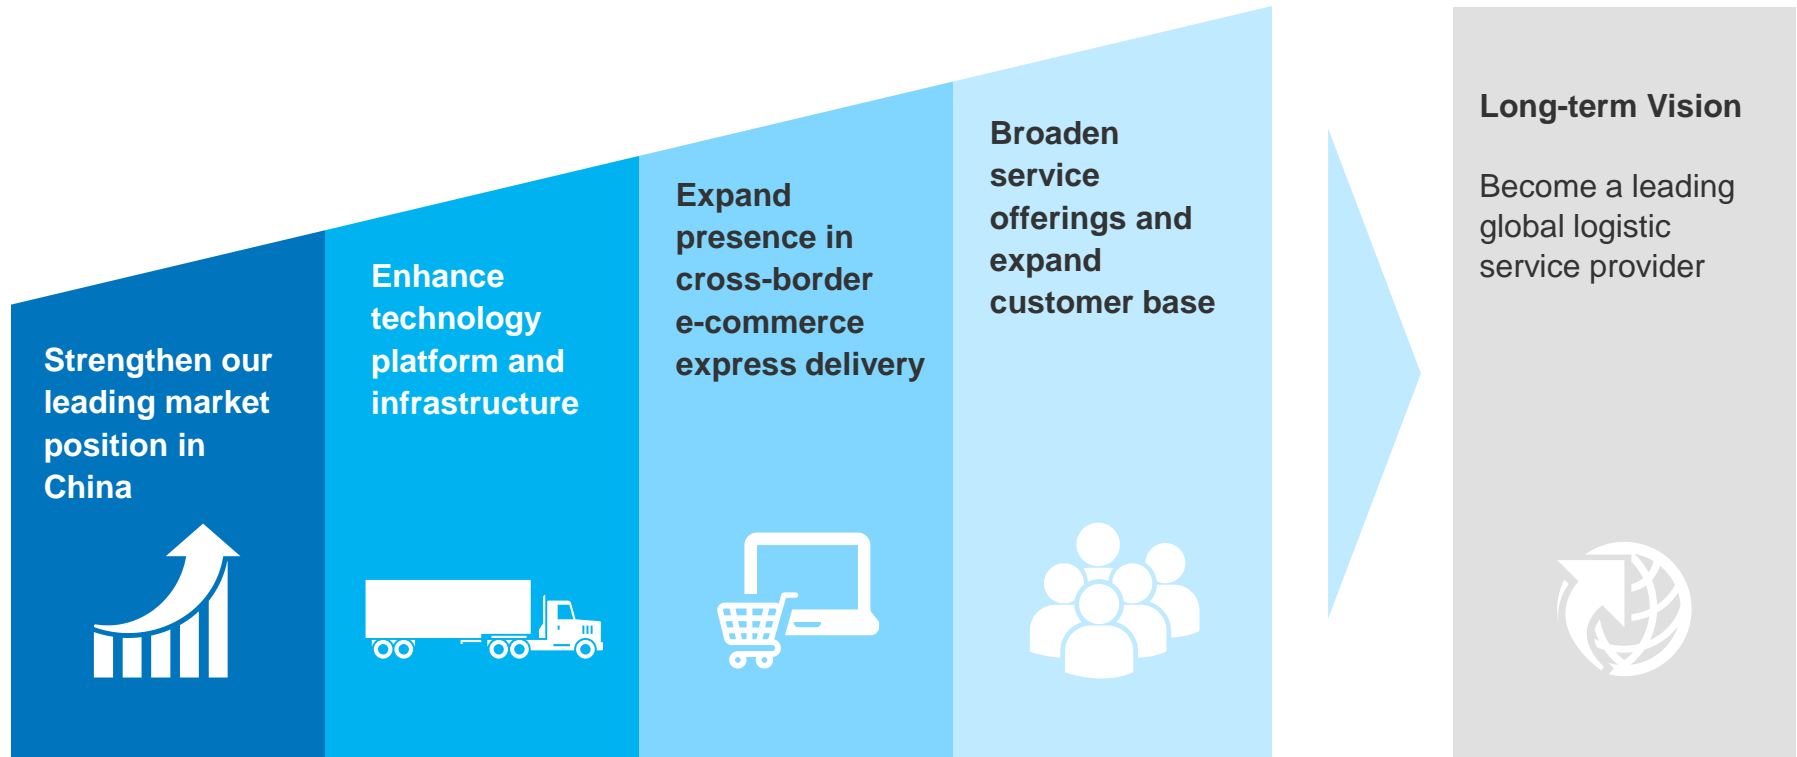 Strengthen our
leading market
position in
China
Enhance
technology
platform and
infrastructure
Expand
presence in
cross-border
e-commerce
express delivery
Broaden
service
offerings and
expand
customer base
Long-term Vision
Become a leading
global logistic
service provider